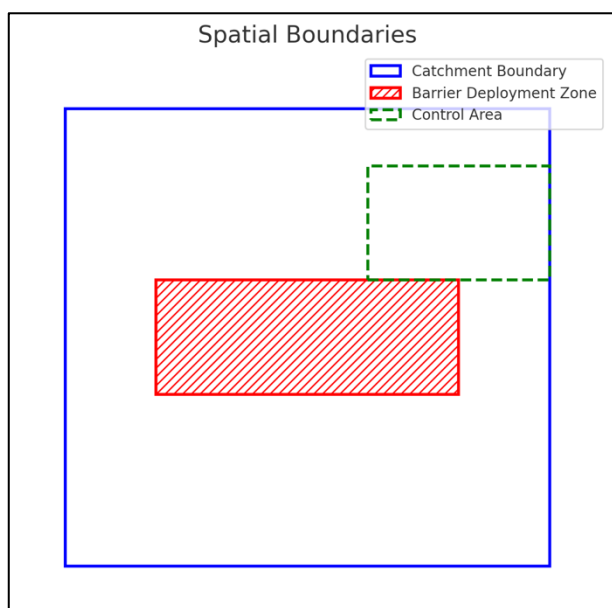 Spatial Boundaries
Catchment Boundary
Barrier Deployment Zone
Control Area